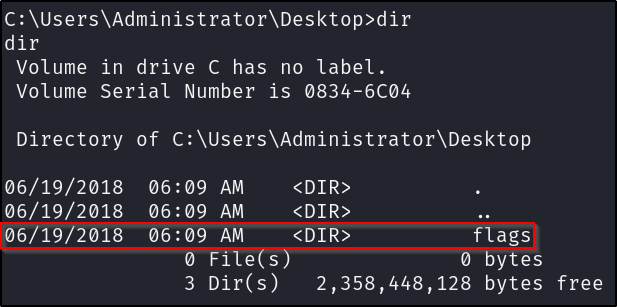 C:\Users\Administrator\Desktop>dir
dir
 Volume in drive C has no label.
 Volume Serial Number is 0834-6C04

 Directory of C:\Users\Administrator\Desktop

06/19/2018  06:09 AM    <DIR>          .
06/19/2018  06:09 AM    <DIR>          ..
06/19/2018  06:09 AM    <DIR>          flags
               0 File(s)              0 bytes
               3 Dir(s)   2,358,448,128 bytes free